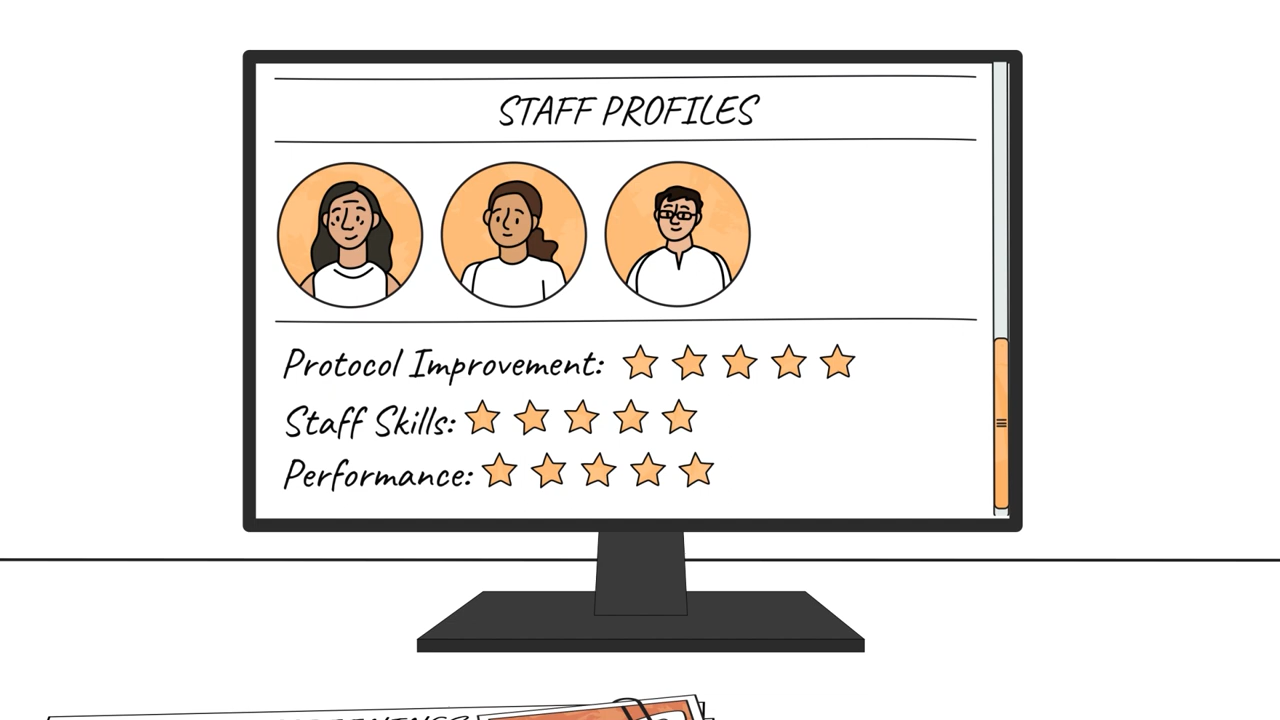 STAFF PROFILES
Protocol Improvement:
Staff Skills:
Performance: